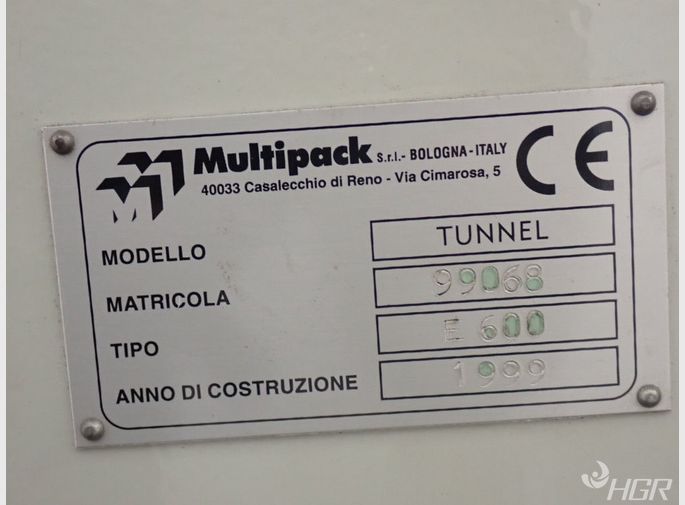 Multipack s.r.l. - BOLOGNA - ITALY
40033 Casalecchio di Reno - Via Cimarosa, 5
CE
M
MODELLO TUNNEL
MATRICOLA 99068
TIPO E 600
ANNO DI COSTRUZIONE 1999
HGR